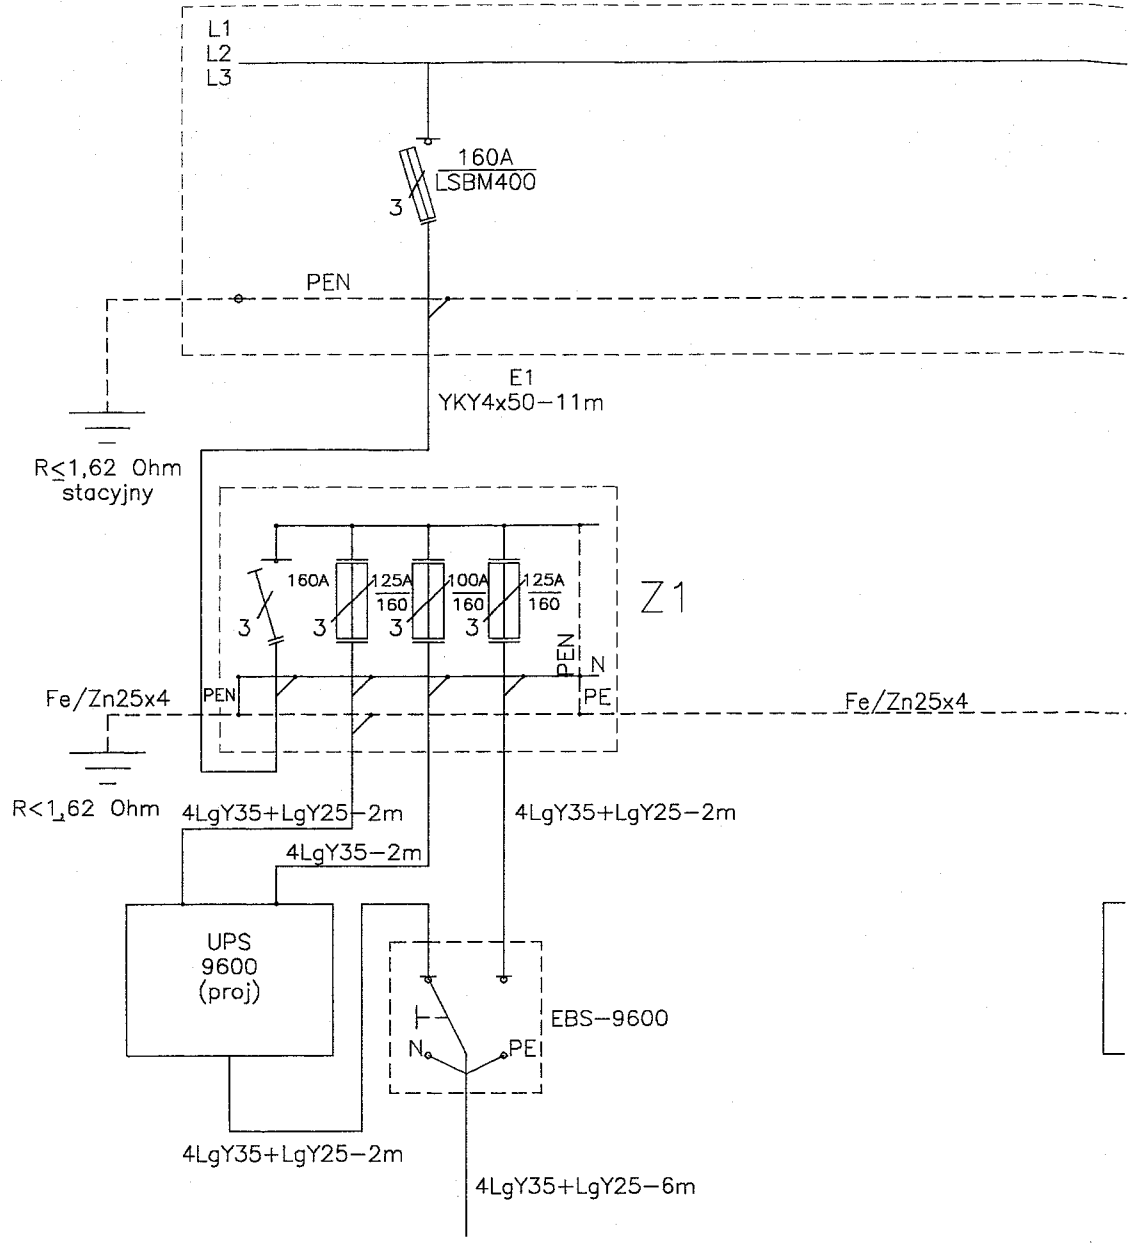 L1
L2
L3
160A
LSBM400
3
PEN
E1
YKY4x50-11m
R≤1,62 Ohm
stacyjny
160A
125A
160
100A
160
125A
160
3
3
3
3
Z1
PEN
N
PEN
PE
Fe/Zn25x4
Fe/Zn25x4
R<1,62 Ohm
4LgY35+LgY25-2m
4LgY35+LgY25-2m
4LgY35-2m
UPS
9600
(proj)
EBS-9600
N
PE
4LgY35+LgY25-2m
4LgY35+LgY25-6m